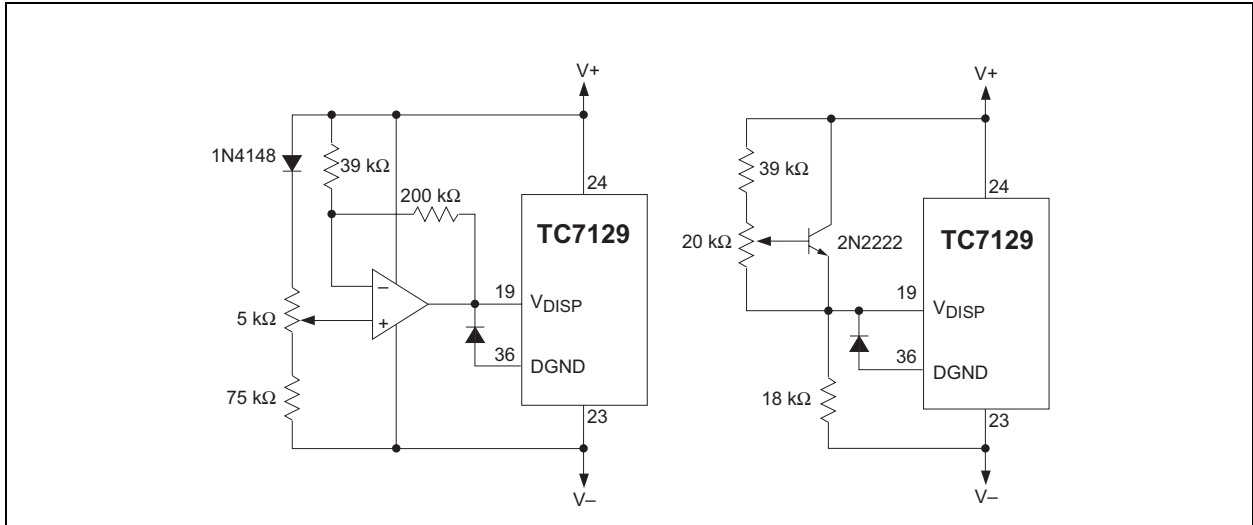 V+
1N4148
39 kΩ
200 kΩ
24
TC7129
–
+
5 kΩ
19
VDISP
36
DGND
75 kΩ
23
V–
V+
39 kΩ
24
TC7129
20 kΩ
2N2222
19
VDISP
36
DGND
18 kΩ
23
V–